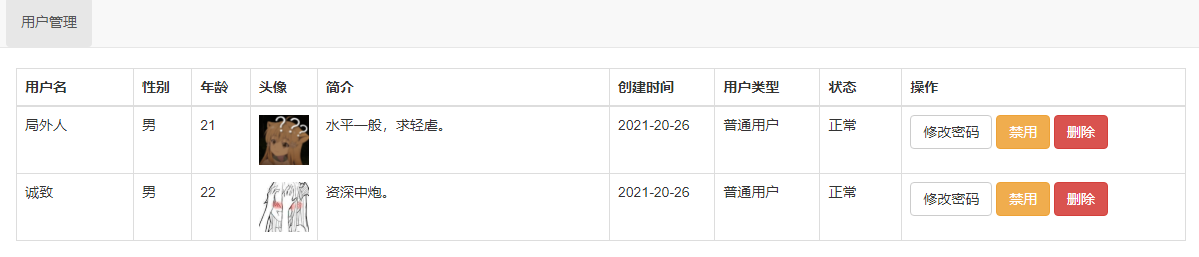 用户管理
用户名 性别 年龄 头像 简介 创建时间 用户类型 状态 操作
局外人 男 21 ??? 水平一般，求轻虐。 2021-20-26 普通用户 正常 修改密码 禁用 删除
诚致 男 22 资深中炮。 2021-20-26 普通用户 正常 修改密码 禁用 删除